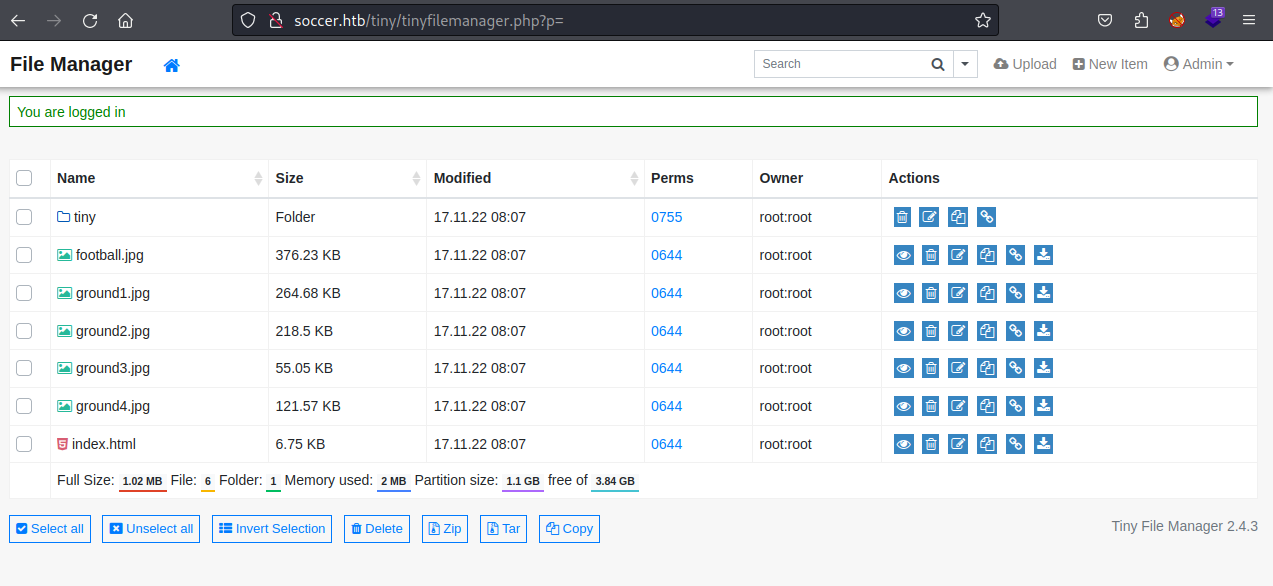 soccer.htb/tiny/tinyfilemanager.php?p=
13
File Manager Search Upload New Item Admin
You are logged in
Name Size Modified Perms Owner Actions
tiny Folder 17.11.22 08:07 0755 root:root
football.jpg 376.23 KB 17.11.22 08:07 0644 root:root
ground1.jpg 264.68 KB 17.11.22 08:07 0644 root:root
ground2.jpg 218.5 KB 17.11.22 08:07 0644 root:root
ground3.jpg 55.05 KB 17.11.22 08:07 0644 root:root
ground4.jpg 121.57 KB 17.11.22 08:07 0644 root:root
index.html 6.75 KB 17.11.22 08:07 0644 root:root
Full Size: 1.02 MB File: 6 Folder: 1 Memory used: 2 MB Partition size: 1.1 GB free of 3.84 GB
Select all Unselect all Invert Selection Delete Zip Tar Copy Tiny File Manager 2.4.3